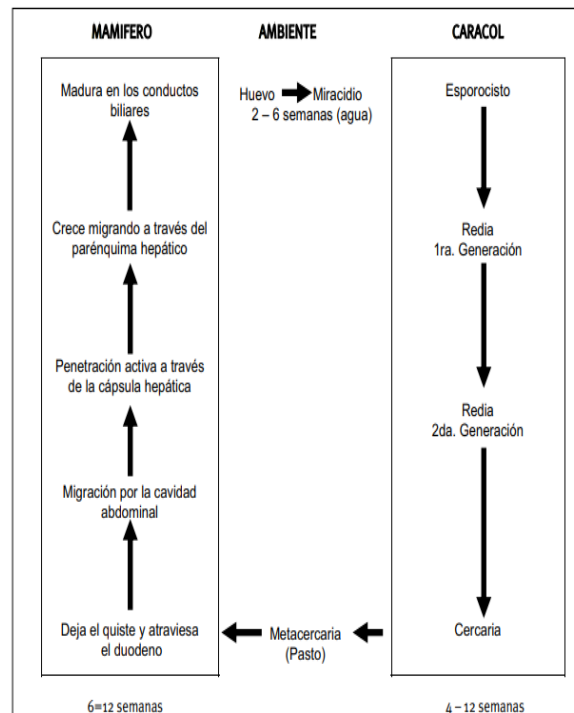 MAMIFERO
AMBIENTE
CARACOL
Madura en los conductos
biliares
Crece migrando a través del
parénquima hepático
Penetración activa a través
de la cápsula hepática
Migración por la cavidad
abdominal
Deja el quiste y atraviesa
el duodeno
6=12 semanas
Huevo Miracidio
2 – 6 semanas (agua)
Metacercaria
(Pasto)
Esporocisto
Redia
1ra. Generación
Redia
2da. Generación
Cercaria
4 – 12 semanas